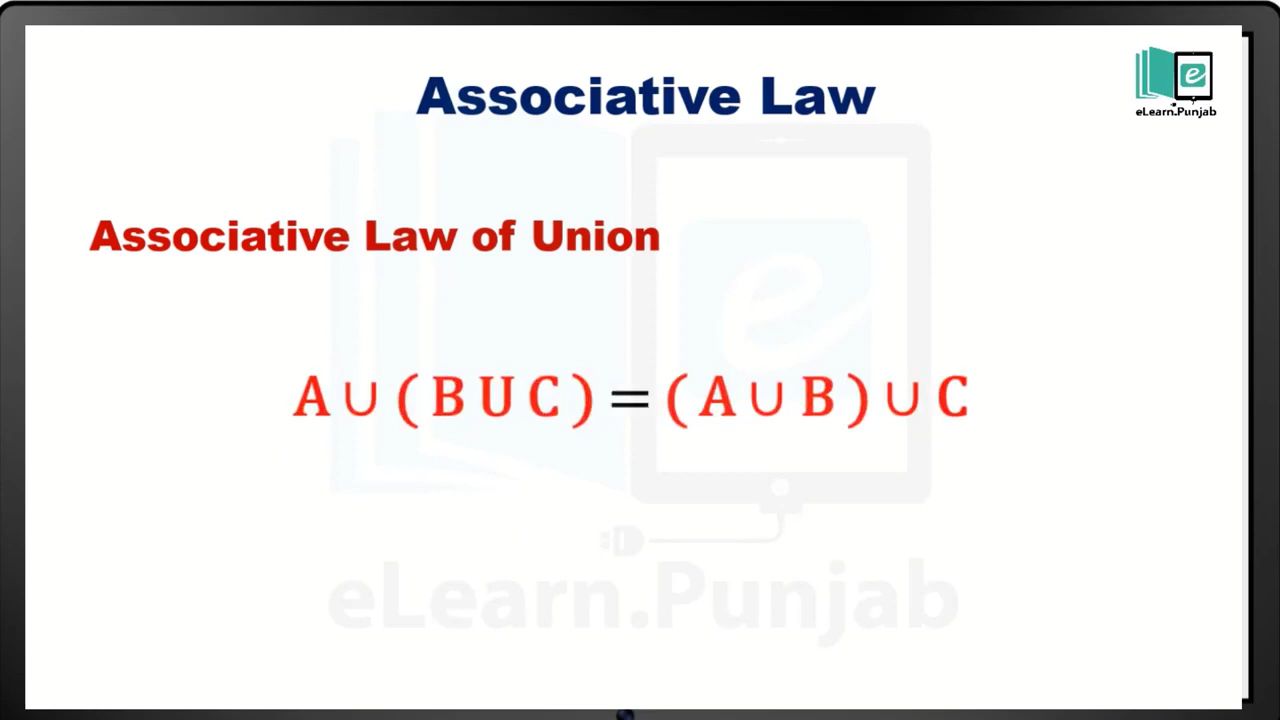 Associative Law
eLearn.Punjab
Associative Law of Union
A ∪ ( B U C ) = ( A ∪ B ) ∪ C
eLearn.Punjab